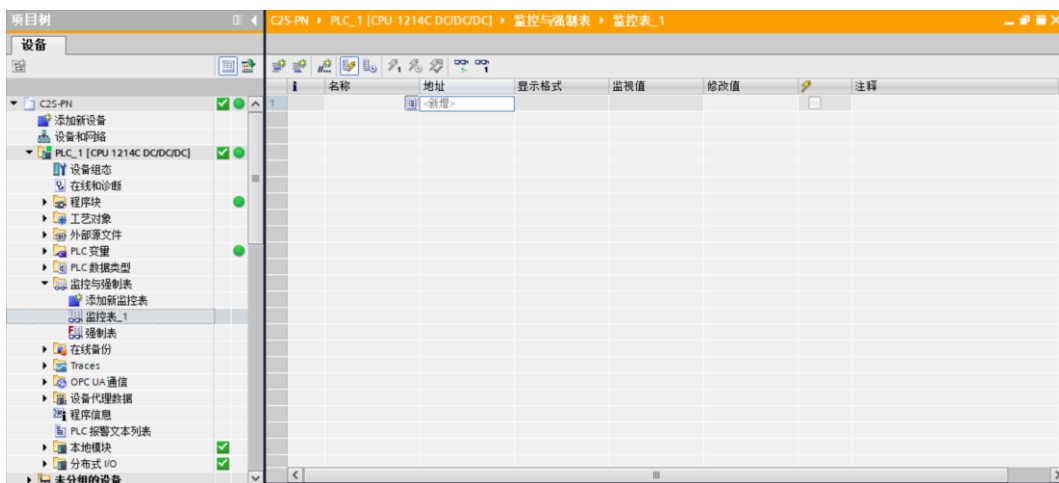 项目树
C2S-PN ▸ PLC_1 [CPU 1214C DC/DC/DC] ▸ 监控与强制表 ▸ 监控表_1
设备
i 名称 地址 显示格式 监视值 修改值 注释
1 <新增>
C2S-PN
添加新设备
设备和网络
PLC_1 [CPU 1214C DC/DC/DC]
设备组态
在线和诊断
程序块
工艺对象
外部源文件
PLC 变量
PLC 数据类型
监控与强制表
添加新监控表
监控表_1
强制表
在线备份
Traces
OPC UA 通信
设备代理数据
程序信息
PLC 报警文本列表
本地模块
分布式 I/O
未分组的设备